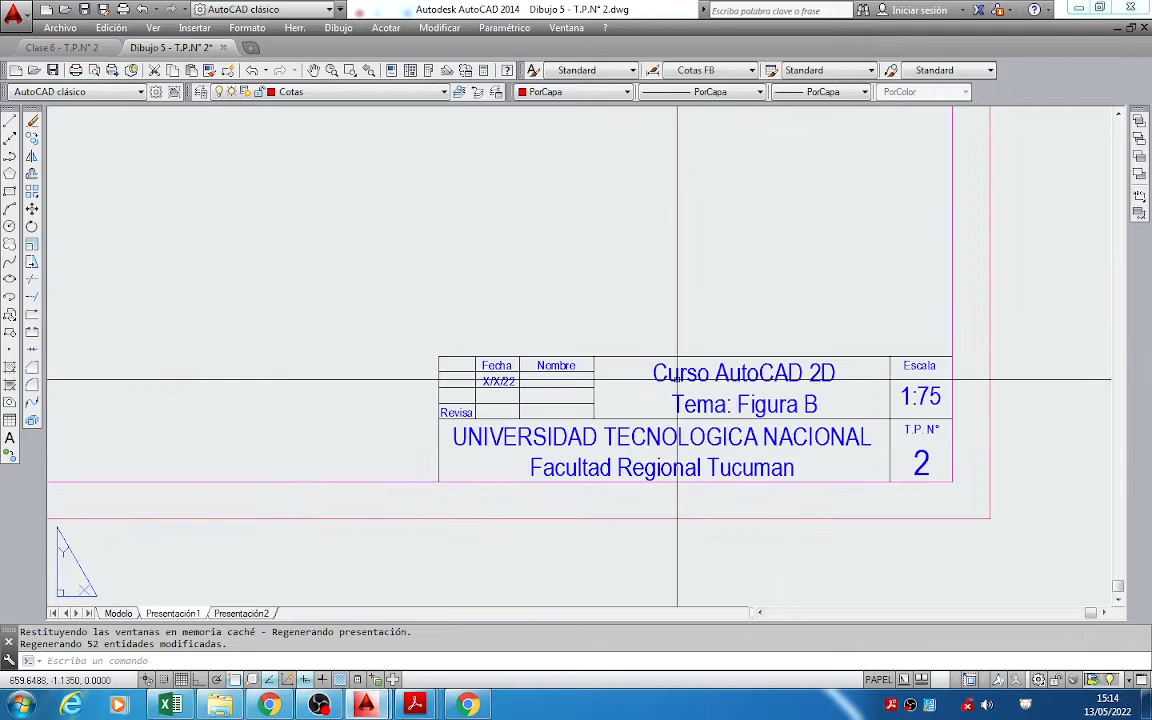 AutoCAD clásico
Autodesk AutoCAD 2014 Dibujo 5 - T.P.N° 2.dwg
Escriba palabra clave o frase
Iniciar sesión
Archivo Edición Ver Insertar Formato Herr. Dibujo Acotar Modificar Paramétrico Ventana ?
Clase 6 - T.P.N° 2
Dibujo 5 - T.P.N° 2*
Standard
Cotas FB
Standard
Standard
AutoCAD clásico
Cotas
PorCapa
PorCapa
PorCapa
PorColor
Fecha Nombre
X/X/22
Revisa
Curso AutoCAD 2D
Tema: Figura B
Escala
1:75
UNIVERSIDAD TECNOLOGICA NACIONAL
Facultad Regional Tucuman
T.P. N°
2
Y
X
Modelo Presentación1 Presentación2
Restituyendo las ventanas en memoria caché - Regenerando presentación.
Regenerando 52 entidades modificadas.
Escriba un comando
659.6488, -1.1350, 0.0000
PAPEL
15:14
13/05/2022